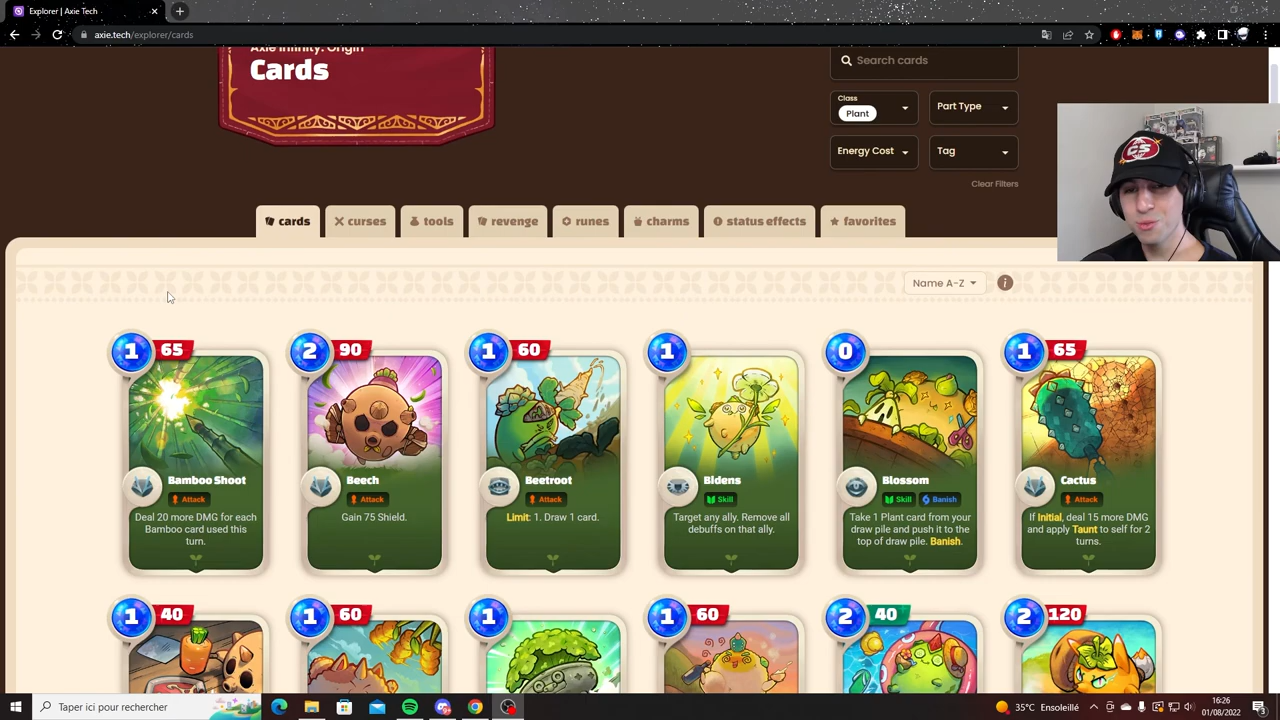 Explorer | Axie Tech
axie.tech/explorer/cards
Axie Infinity: Origin
Cards
Search cards
Class
Plant
Part Type
Energy Cost
Tag
Clear Filters
cards
curses
tools
revenge
runes
charms
status effects
favorites
Name A-Z
1 65
2 90
1 60
1
0
1 65
Bamboo Shoot
Attack
Deal 20 more DMG for each
Bamboo card used this
turn.
Beech
Attack
Gain 75 Shield.
Beetroot
Attack
Limit: 1. Draw 1 card.
Bidens
Skill
Target any ally. Remove all
debuffs on that ally.
Blossom
Skill Banish
Take 1 Plant card from your
draw pile and push it to the
top of draw pile. Banish.
Cactus
Attack
If Initial, deal 15 more DMG
and apply Taunt to self for 2
turns.
1 40
1 60
1
1 60
2 40
2 120
CS
Taper ici pour rechercher
35°C Ensoleillé
16:26
01/08/2022
3